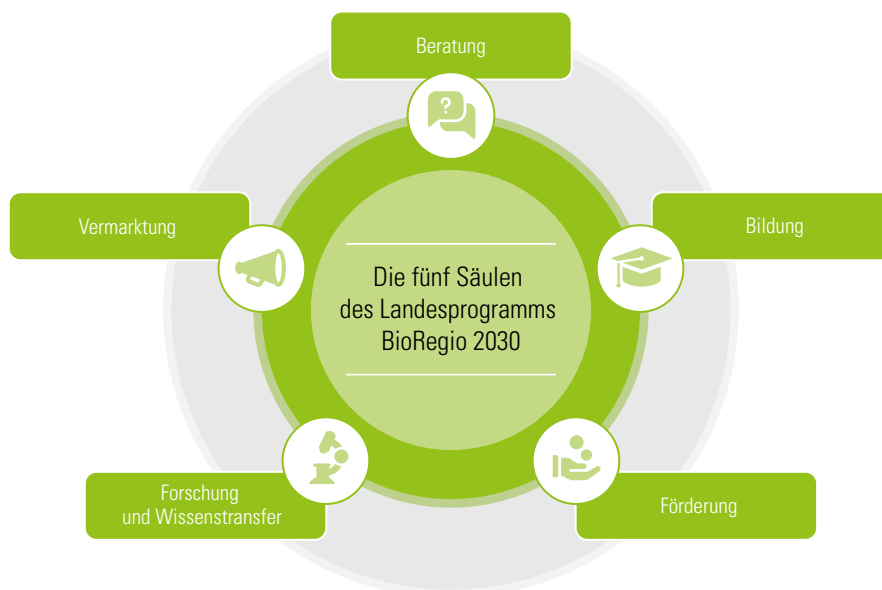 Beratung
?
Vermarktung
Bildung
Die fünf Säulen
des Landesprogramms
BioRegio 2030
Forschung
und Wissenstransfer
Förderung